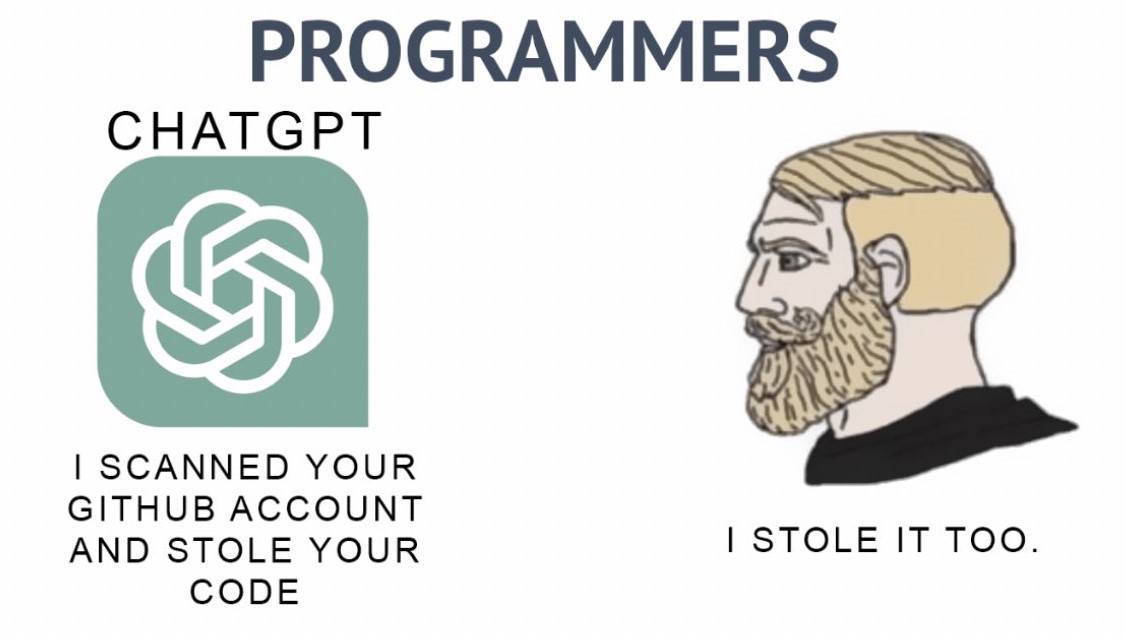 PROGRAMMERS
CHATGPT
I SCANNED YOUR
GITHUB ACCOUNT
AND STOLE YOUR
CODE
I STOLE IT TOO.